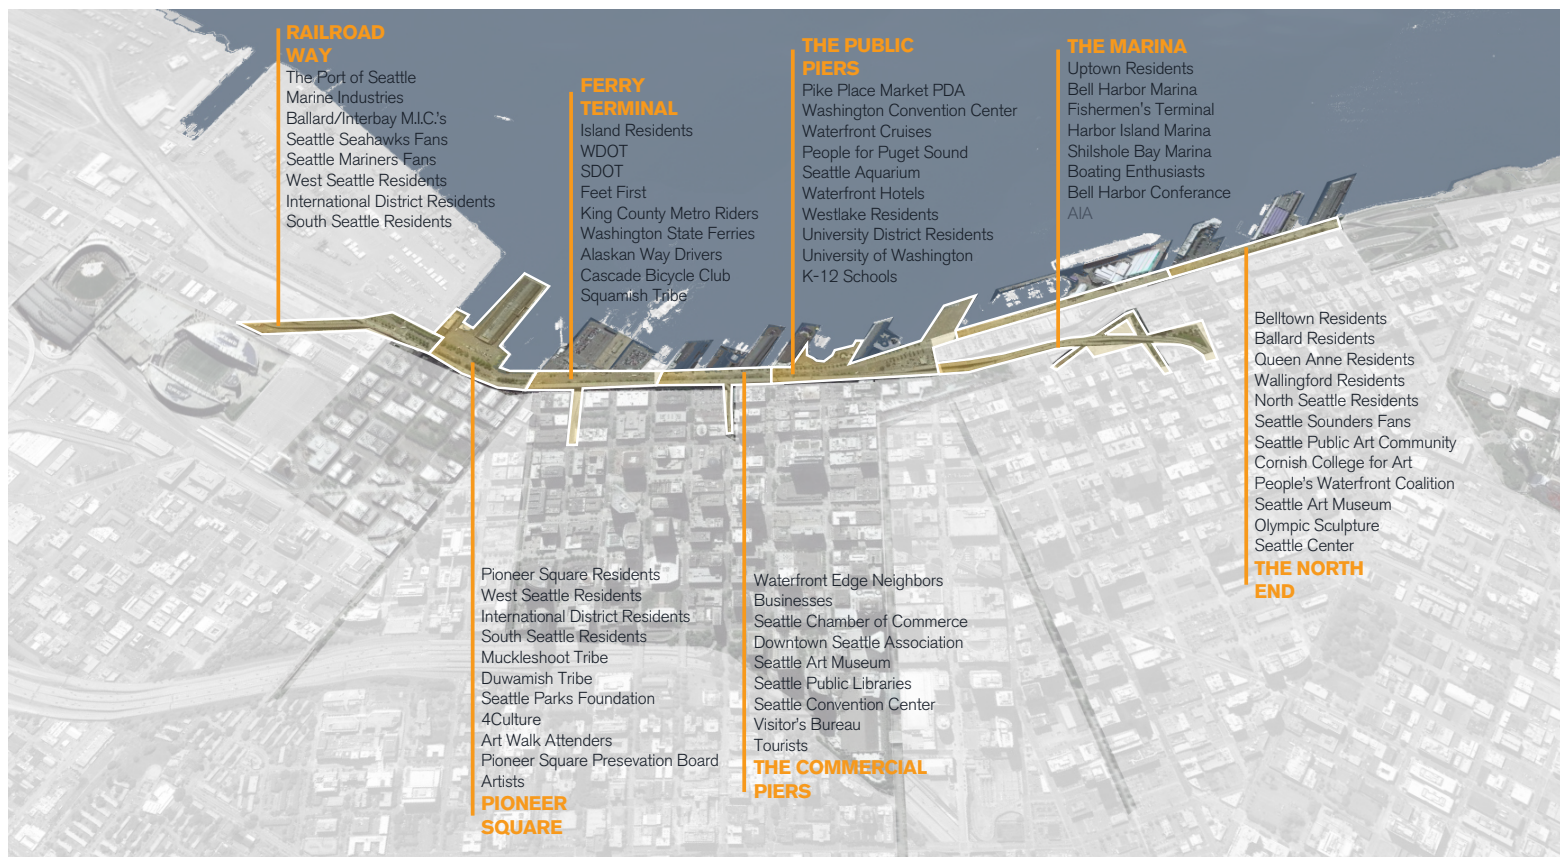 RAILROAD
WAY
The Port of Seattle
Marine Industries
Ballard/Interbay M.I.C.'s
Seattle Seahawks Fans
Seattle Mariners Fans
West Seattle Residents
International District Residents
South Seattle Residents
FERRY
TERMINAL
Island Residents
WDOT
SDOT
Feet First
King County Metro Riders
Washington State Ferries
Alaskan Way Drivers
Cascade Bicycle Club
Squamish Tribe
THE PUBLIC
PIERS
Pike Place Market PDA
Washington Convention Center
Waterfront Cruises
People for Puget Sound
Seattle Aquarium
Waterfront Hotels
Westlake Residents
University District Residents
University of Washington
K-12 Schools
THE MARINA
Uptown Residents
Bell Harbor Marina
Fishermen's Terminal
Harbor Island Marina
Shilshole Bay Marina
Boating Enthusiasts
Bell Harbor Conferance
AIA
Belltown Residents
Ballard Residents
Queen Anne Residents
Wallingford Residents
North Seattle Residents
Seattle Sounders Fans
Seattle Public Art Community
Cornish College for Art
People's Waterfront Coalition
Seattle Art Museum
Olympic Sculpture
Seattle Center
THE NORTH
END
Pioneer Square Residents
West Seattle Residents
International District Residents
South Seattle Residents
Muckleshoot Tribe
Duwamish Tribe
Seattle Parks Foundation
4Culture
Art Walk Attenders
Pioneer Square Presevation Board
Artists
PIONEER
SQUARE
Waterfront Edge Neighbors
Businesses
Seattle Chamber of Commerce
Downtown Seattle Association
Seattle Art Museum
Seattle Public Libraries
Seattle Convention Center
Visitor's Bureau
Tourists
THE COMMERCIAL
PIERS